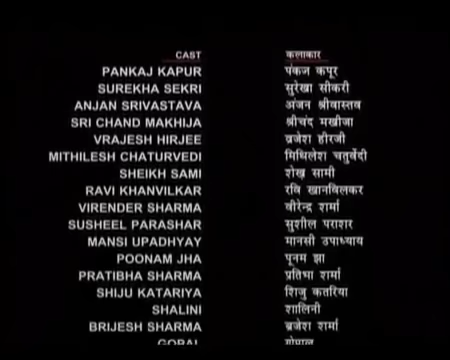 CAST कलाकार
PANKAJ KAPUR पंकज कपूर
SUREKHA SEKRI सुरेखा सीकरी
ANJAN SRIVASTAVA अंजन श्रीवास्तव
SRI CHAND MAKHIJA श्रीचंद मखीजा
VRAJESH HIRJEE व्रजेश हीरजी
MITHILESH CHATURVEDI मिथिलेश चतुर्वेदी
SHEIKH SAMI शेख़ सामी
RAVI KHANVILKAR रवि खानविलकर
VIRENDER SHARMA वीरेन्द्र शर्मा
SUSHEEL PARASHAR सुशील पराशर
MANSI UPADHYAY मानसी उपाध्याय
POONAM JHA पूनम झा
PRATIBHA SHARMA प्रतिभा शर्मा
SHIJU KATARIYA शिजु कतरिया
SHALINI शालिनी
BRIJESH SHARMA ब्रजेश शर्मा
GOPAL गोपाल